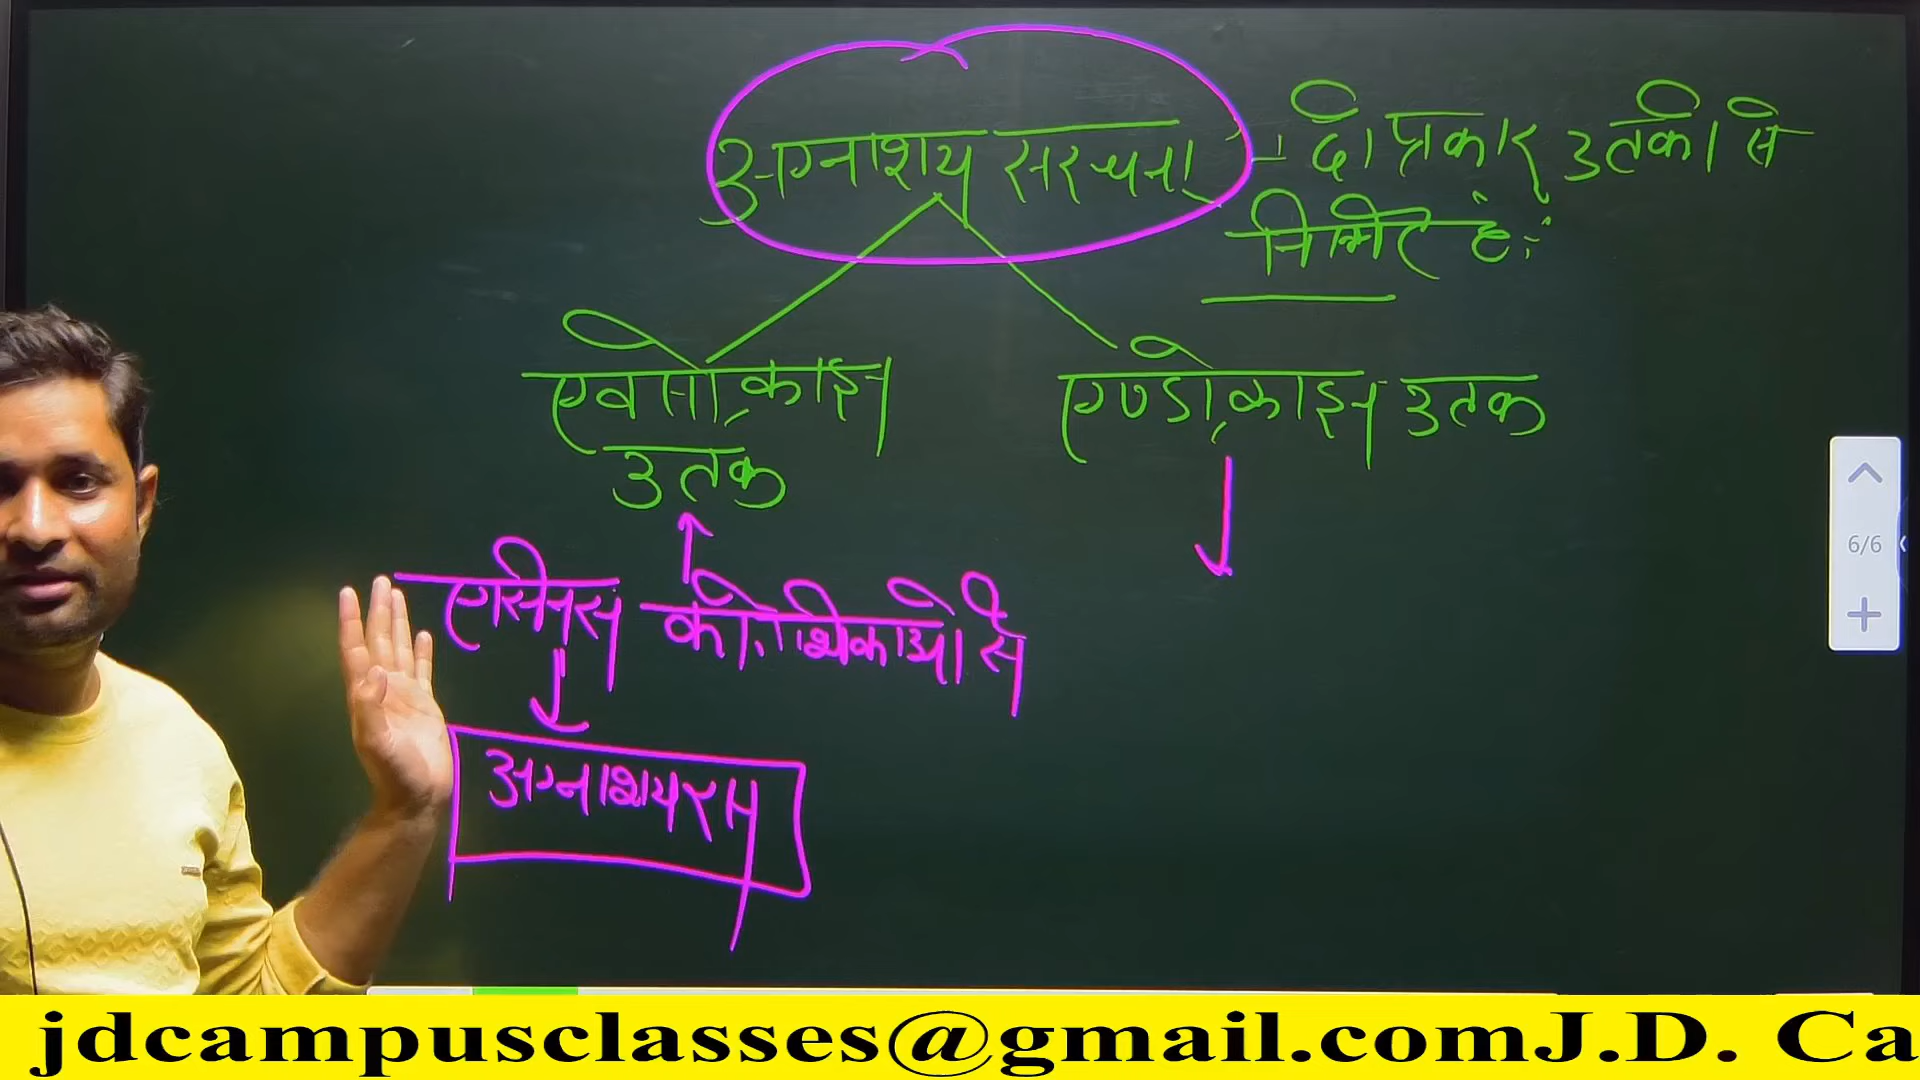 अग्नाशय सरचना - दो प्रकार उतको से
निर्मित है:
एक्सोक्राइन
उतक
एण्डोक्राइन उतक
एसीनस कोशिकाओ से
अग्नाशयरस
6/6
jdcampusclasses@gmail.comJ.D. Ca